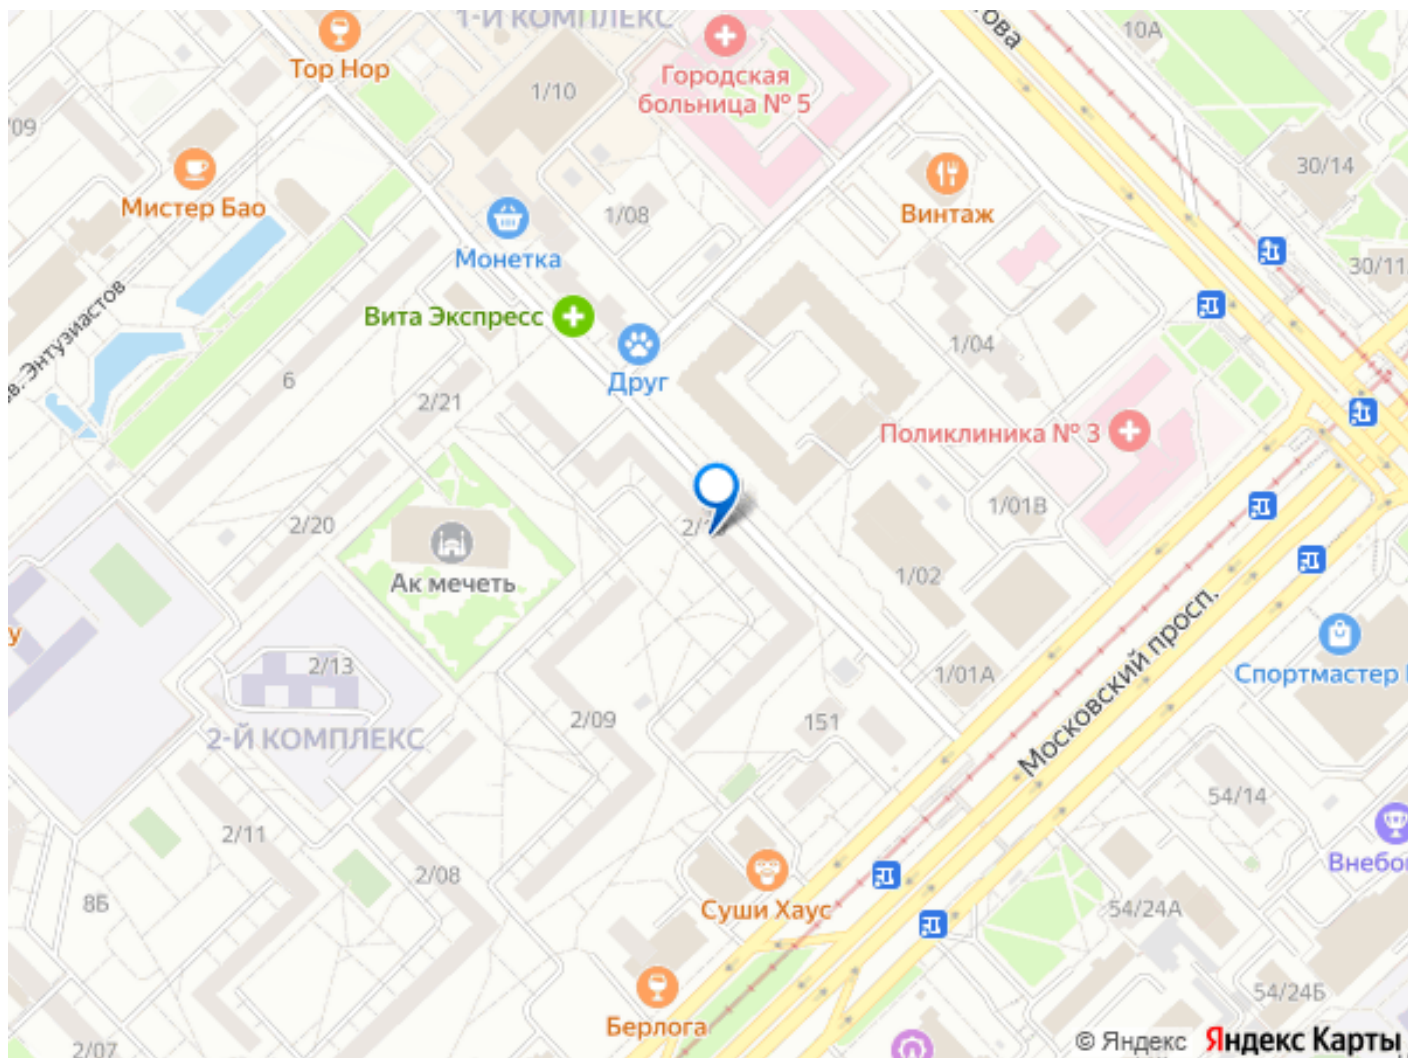 1-Й КОМПЛЕКС
10А
Тор Нор
Городская
больница № 5
1/10
/09
30/14
Мистер Бао
Винтаж
1/08
Монетка
30/11
Вита Экспресс
1/04
Друг
6
2/21
Поликлиника № 3
1/01В
2/20
Ак мечеть
1/02
2/13
1/01А
Московский просп.
Спортмастер
2/09
151
2-Й КОМПЛЕКС
54/14
2/11
2/08
8Б
Суши Хаус
54/24А
54/24Б
Берлога
2/07
© Яндекс Яндекс Карты